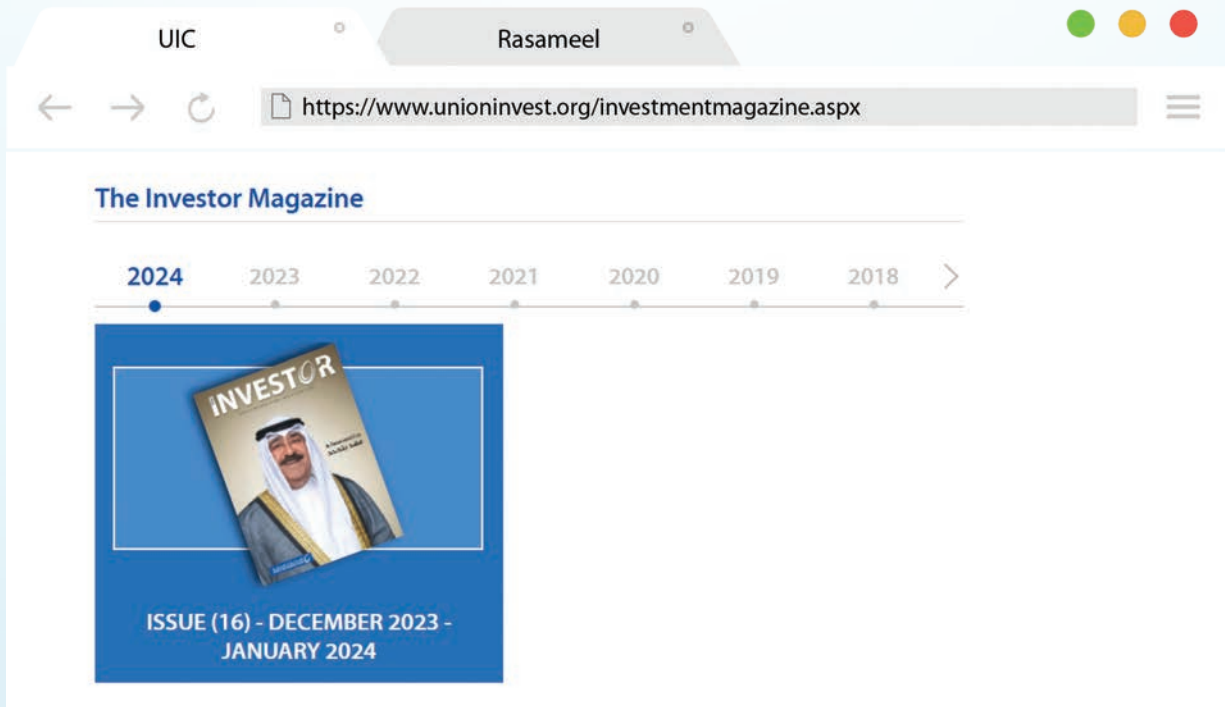 UIC
Rasameel
https://www.unioninvest.org/investmentmagazine.aspx
The Investor Magazine
2024 2023 2022 2021 2020 2019 2018
INVESTOR
ISSUE (16) - DECEMBER 2023 -
JANUARY 2024